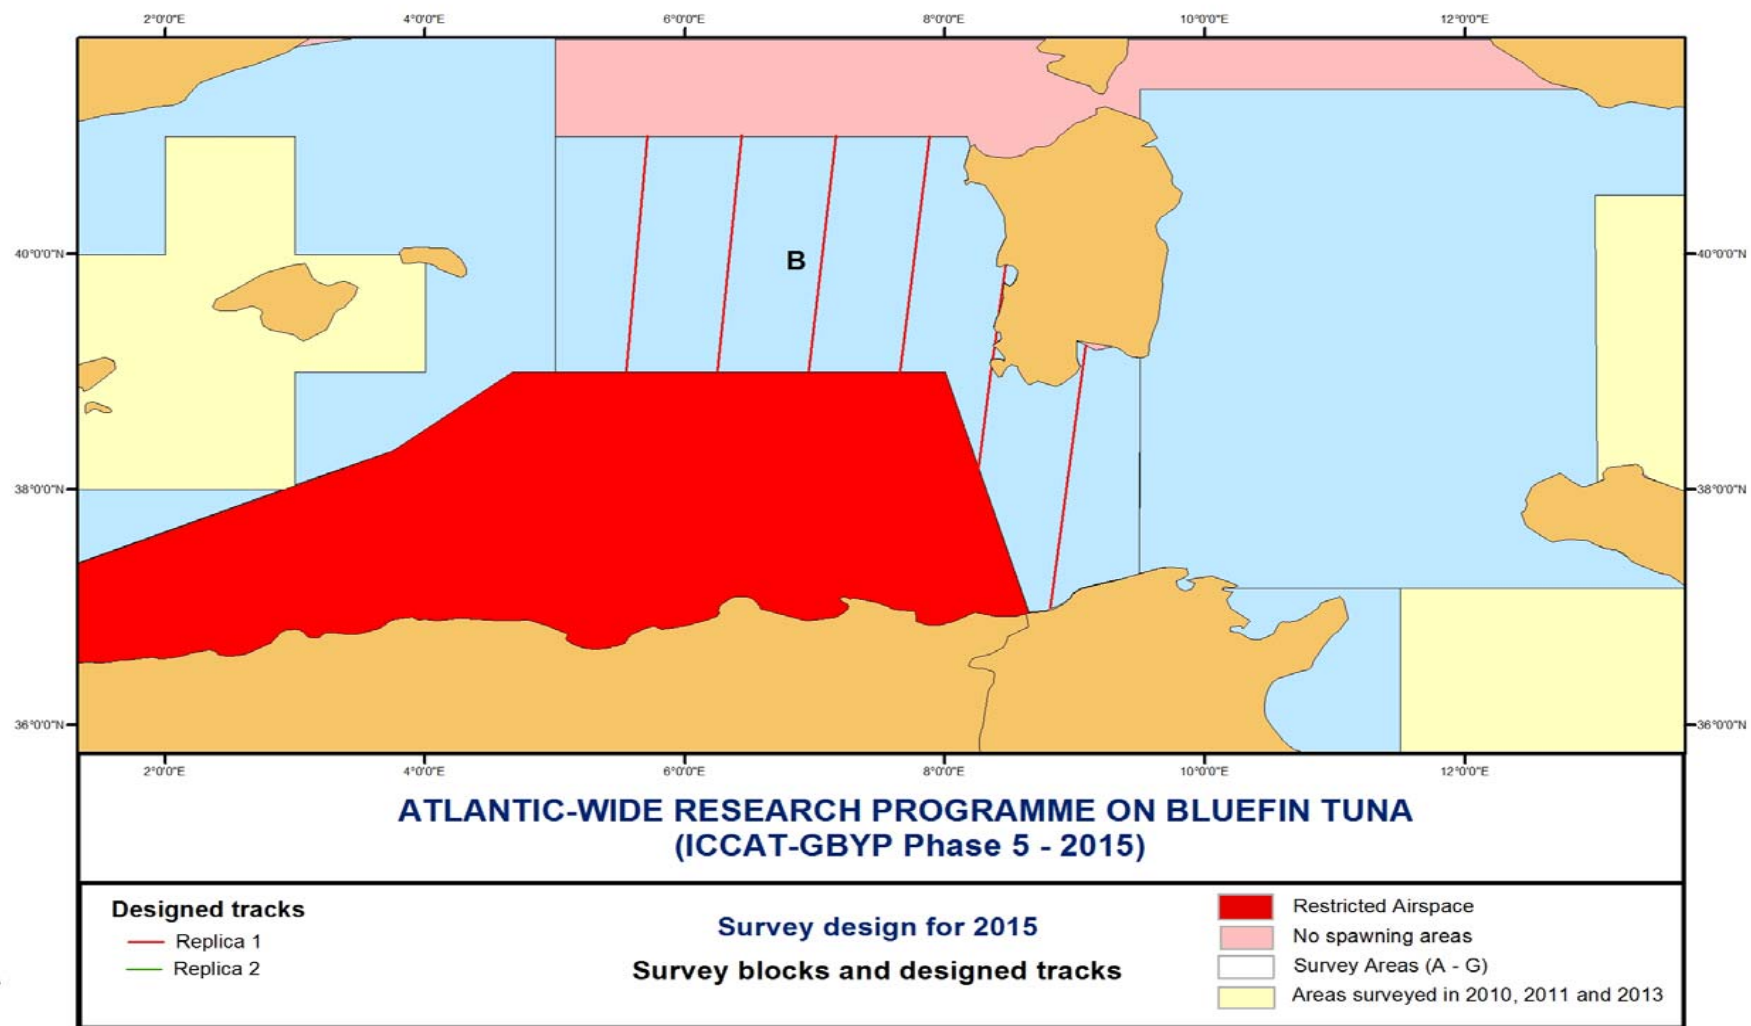 2°0'0"E 4°0'0"E 6°0'0"E 8°0'0"E 10°0'0"E 12°0'0"E
40°0'0"N B 40°0'0"N
38°0'0"N 38°0'0"N
36°0'0"N 36°0'0"N
2°0'0"E 4°0'0"E 6°0'0"E 8°0'0"E 10°0'0"E 12°0'0"E
ATLANTIC-WIDE RESEARCH PROGRAMME ON BLUEFIN TUNA
(ICCAT-GBYP Phase 5 - 2015)
Designed tracks
Replica 1
Replica 2
Survey design for 2015
Survey blocks and designed tracks
Restricted Airspace
No spawning areas
Survey Areas (A - G)
Areas surveyed in 2010, 2011 and 2013